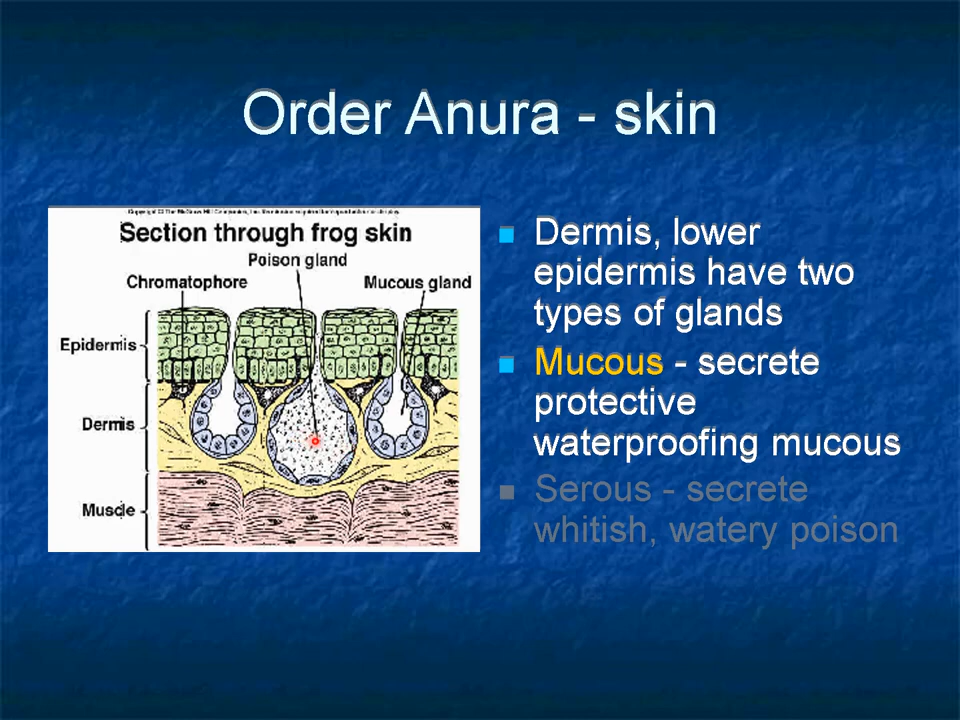 Order Anura - skin
Section through frog skin
Poison gland
Chromatophore
Mucous gland
Epidermis
Dermis
Muscle
Dermis, lower
epidermis have two
types of glands
Mucous - secrete
protective
waterproofing mucous
Serous - secrete
whitish, watery poison